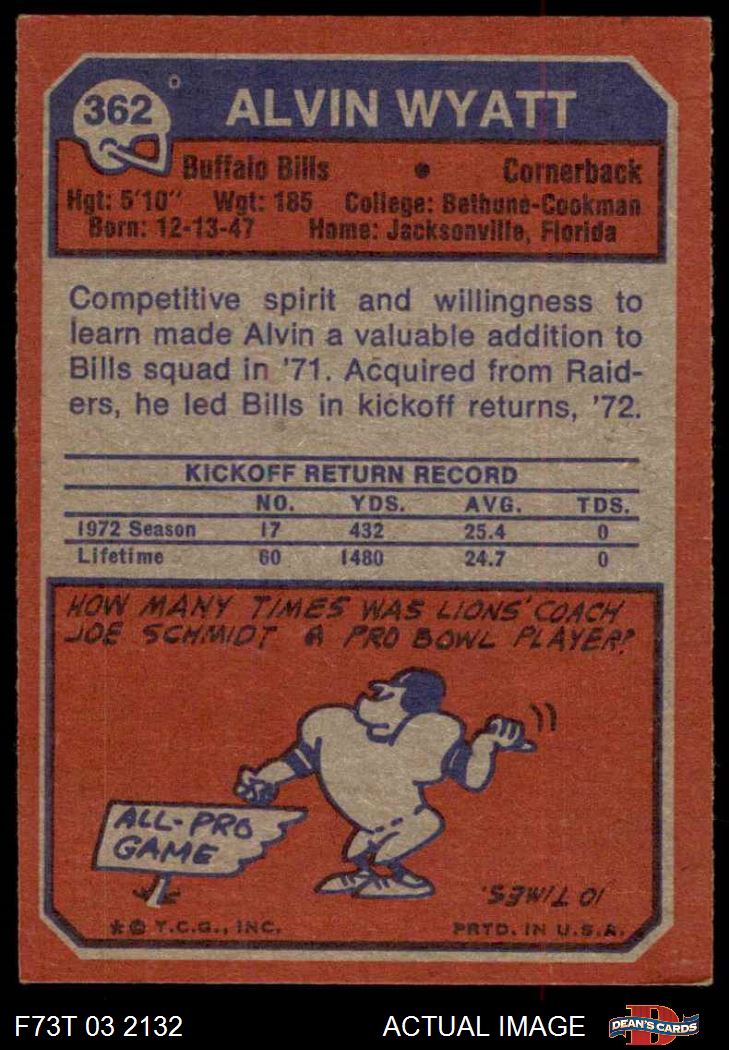 362
ALVIN WYATT
Buffalo Bills • Cornerback
Hgt: 5'10" Wgt: 185 College: Bethune-Cookman
Born: 12-13-47 Home: Jacksonville, Florida
Competitive spirit and willingness to
learn made Alvin a valuable addition to
Bills squad in '71. Acquired from Raid-
ers, he led Bills in kickoff returns, '72.
KICKOFF RETURN RECORD
NO. YDS. AVG. TDS.
1972 Season 17 432 25.4 0
Lifetime 60 1480 24.7 0
HOW MANY TIMES WAS LIONS' COACH
JOE SCHMIDT A PRO BOWL PLAYER?
ALL-PRO
GAME
10 TIMES.
* © T.C.G., INC. PRTD. IN U.S.A.
F73T 03 2132 ACTUAL IMAGE DEAN'S CARDS